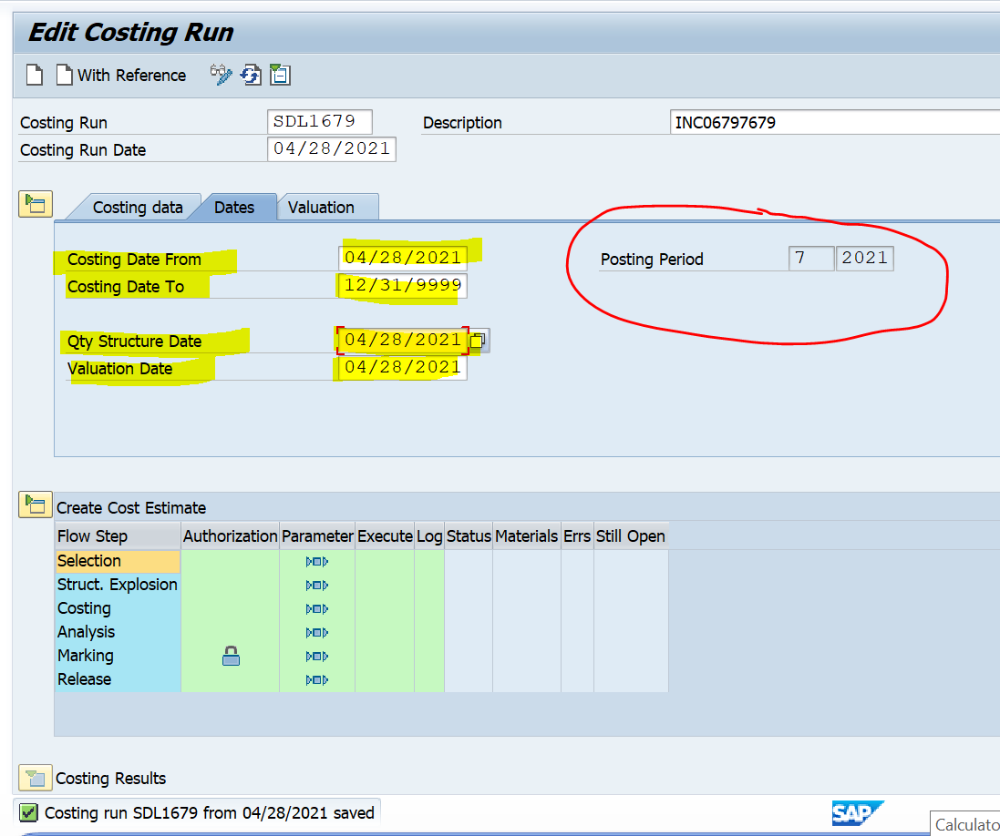 Edit Costing Run
With Reference
Costing Run SDL1679 Description INC06797679
Costing Run Date 04/28/2021
Costing data Dates Valuation
Costing Date From 04/28/2021 Posting Period 7 2021
Costing Date To 12/31/9999
Qty Structure Date 04/28/2021
Valuation Date 04/28/2021
Create Cost Estimate
Flow Step Authorization Parameter Execute Log Status Materials Errs Still Open
Selection
Struct. Explosion
Costing
Analysis
Marking
Release
Costing Results
Costing run SDL1679 from 04/28/2021 saved
SAP
Calculato